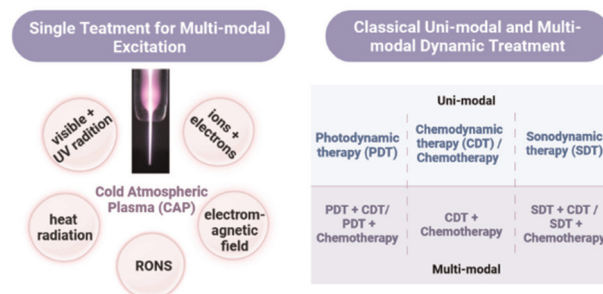 Single Teatment for Multi-modal
Excitation
visible +
UV radition
ions +
electrons
Cold Atmospheric
Plasma (CAP)
heat
radiation
electrom-
agnetic
field
RONS
Classical Uni-modal and Multi-
modal Dynamic Treatment
Uni-modal
Photodynamic
therapy (PDT)
Chemodynamic
therapy (CDT) /
Chemotherapy
Sonodynamic
therapy (SDT)
PDT + CDT/
PDT +
Chemotherapy
CDT +
Chemotherapy
SDT + CDT /
SDT +
Chemotherapy
Multi-modal